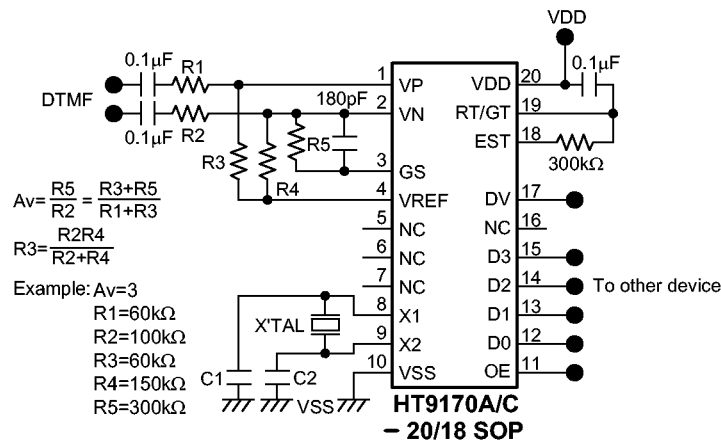 VDD
0.1µF
R1
1
VP
VDD
20
0.1µF
DTMF
180pF
2
VN
RT/GT
19
0.1µF
R2
EST
18
R5
300kΩ
R3
3
GS
R4
4
VREF
DV
17
Av=R5/R2=R3+R5/R1+R3
5
NC
NC
16
R3=R2R4/R2+R4
6
NC
D3
15
7
NC
D2
14
To other device
Example: Av=3
R1=60kΩ
R2=100kΩ
R3=60kΩ
R4=150kΩ
R5=300kΩ
X'TAL
8
X1
D1
13
9
X2
D0
12
C1
C2
10
VSS
OE
11
VSS
HT9170A/C
– 20/18 SOP